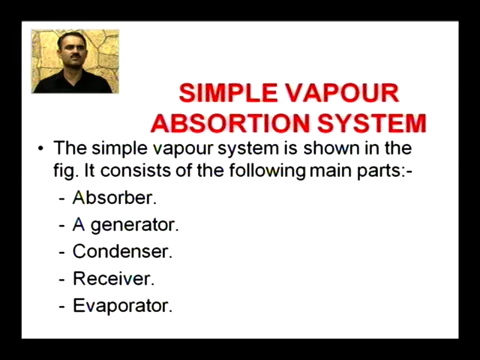 SIMPLE VAPOUR
ABSORTION SYSTEM
• The simple vapour system is shown in the
fig. It consists of the following main parts:-
- Absorber.
- A generator.
- Condenser.
- Receiver.
- Evaporator.